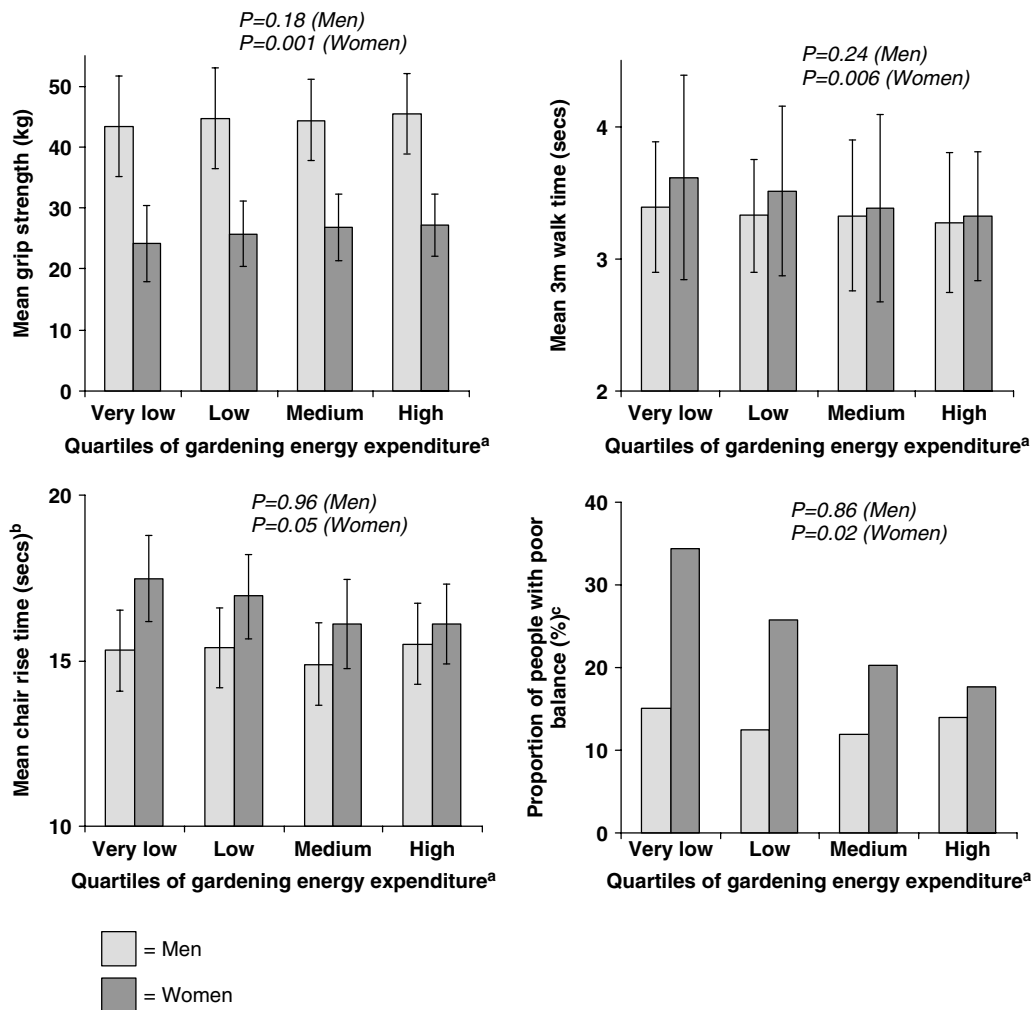 P=0.18 (Men)
P=0.001 (Women)
Mean grip strength (kg)
50
40
30
20
10
0
Very low Low Medium High
Quartiles of gardening energy expenditureᵃ
P=0.24 (Men)
P=0.006 (Women)
Mean 3m walk time (secs)
4
3
2
Very low Low Medium High
Quartiles of gardening energy expenditureᵃ
P=0.96 (Men)
P=0.05 (Women)
Mean chair rise time (secs)ᵇ
20
15
10
Very low Low Medium High
Quartiles of gardening energy expenditureᵃ
P=0.86 (Men)
P=0.02 (Women)
Proportion of people with poor
balance (%)ᶜ
40
30
20
10
0
Very low Low Medium High
Quartiles of gardening energy expenditureᵃ
= Men
= Women